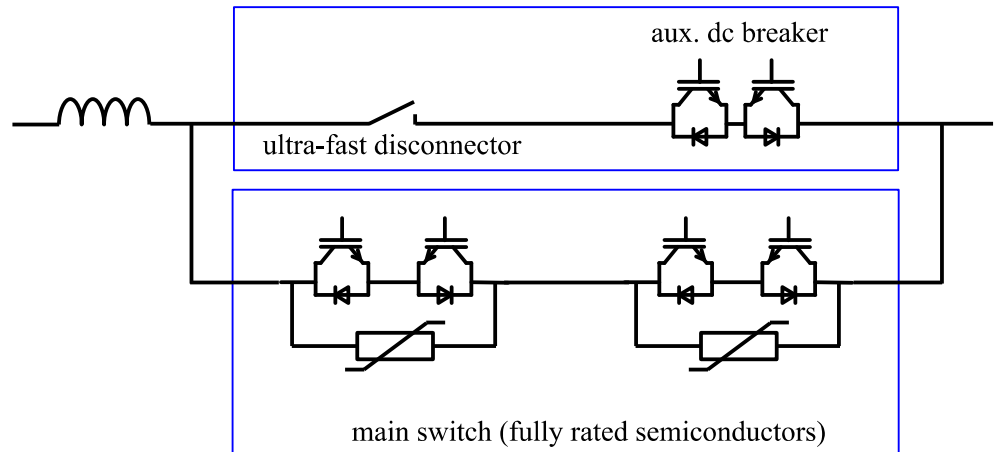 aux. dc breaker
ultra-fast disconnector
main switch (fully rated semiconductors)